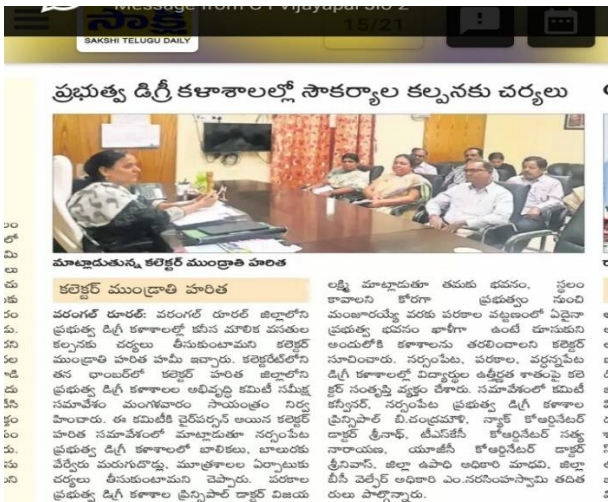 Message from
సాక్షి
SAKSHI TELUGU DAILY
15/21
ప్రభుత్వ డిగ్రీ కళాశాలల్లో సౌకర్యాల కల్పనకు చర్యలు
మాట్లాడుతున్న కలెక్టర్ ముండ్రాతి హరిత
కలెక్టర్ ముండ్రాతి హరిత
వరంగల్ రూరల్: వరంగల్ రూరల్ జిల్లాలోని
ప్రభుత్వ డిగ్రీ కళాశాలల్లో కనీస మౌలిక వసతుల
కల్పనకు చర్యలు తీసుకుంటామని కలెక్టర్
ముండ్రాతి హరిత హమీ ఇచ్చారు. కలెక్టరేట్‌లోని
తన ఛాంబర్‌లో కలెక్టర్ హరిత జిల్లాలోని
ప్రభుత్వ డిగ్రీ కళాశాలల అభివృద్ధి కమిటీ సమీక్ష
సమావేశం మంగళవారం సాయంత్రం నిర్వ
హించారు. ఈ కమిటీకి చైర్‌పర్సన్ అయిన కలెక్టర్
హరిత సమావేశంలో మాట్లాడుతూ నర్సంపేట
ప్రభుత్వ డిగ్రీ కళాశాలలో బాలికలు, బాలురకు
వేర్వేరు మరుగుదొడ్లు, మూత్రశాలల ఏర్పాటుకు
చర్యలు తీసుకుంటామని చెప్పారు. పరకాల
ప్రభుత్వ డిగ్రీ కళాశాల ప్రిన్సిపాల్ డాక్టర్ విజయ
లక్ష్మి మాట్లాడుతూ తమకు భవనం, స్థలం
కావాలని కోరగా ప్రభుత్వం నుంచి
మంజూరయ్యే వరకు పరకాల పట్టణంలో ఏదైనా
ప్రభుత్వ భవనం ఖాళీగా ఉంటే చూసుకుని
అందులోకి కళాశాలను తరలించాలని కలెక్టర్
సూచించారు. నర్సంపేట, పరకాల, వర్ధన్నపేట
డిగ్రీ కళాశాలల్లో విద్యార్థుల ఉత్తీర్ణత శాతంపై కలె
క్టర్ సంతృప్తి వ్యక్తం చేశారు. సమావేశంలో కమిటీ
కన్వీనర్, నర్సంపేట ప్రభుత్వ డిగ్రీ కళాశాల
ప్రిన్సిపాల్ బి.చంద్రమౌళి, న్యాక్ కోఆర్డినేటర్
డాక్టర్ శ్రీనాథ్, టీఎస్‌కేసీ కోఆర్డినేటర్ సత్య
నారాయణ, యూజీసీ కోఆర్డినేటర్ డాక్టర్
శ్రీనివాస్, జిల్లా ఉపాధి అధికారి మాధవి, జిల్లా
బీసీ వెల్ఫేర్ అధికారి ఎం.నరసింహస్వామి తదిత
రులు పాల్గొన్నారు.